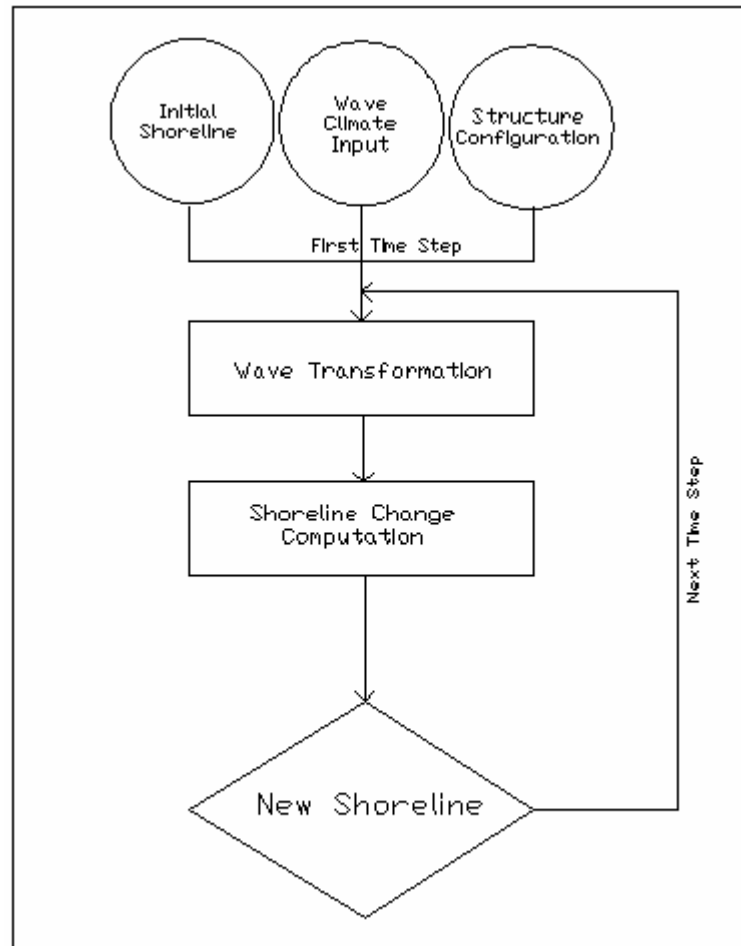 Initial
Shoreline
Wave
Climate
Input
Structure
Configuration
First Time Step
Wave Transformation
Shoreline Change
Computation
Next Time Step
New Shoreline